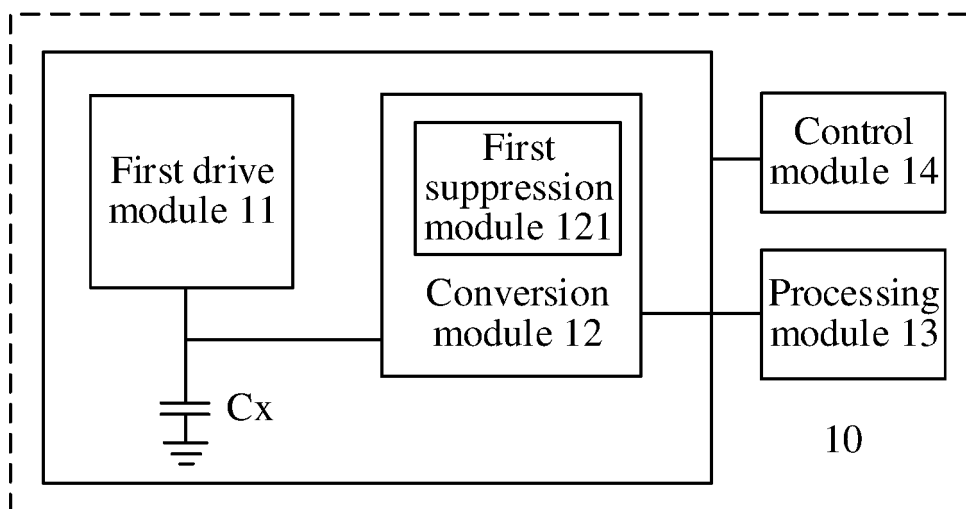 First drive
module 11
First
suppression
module 121
Conversion
module 12
Cx
Control
module 14
Processing
module 13
10